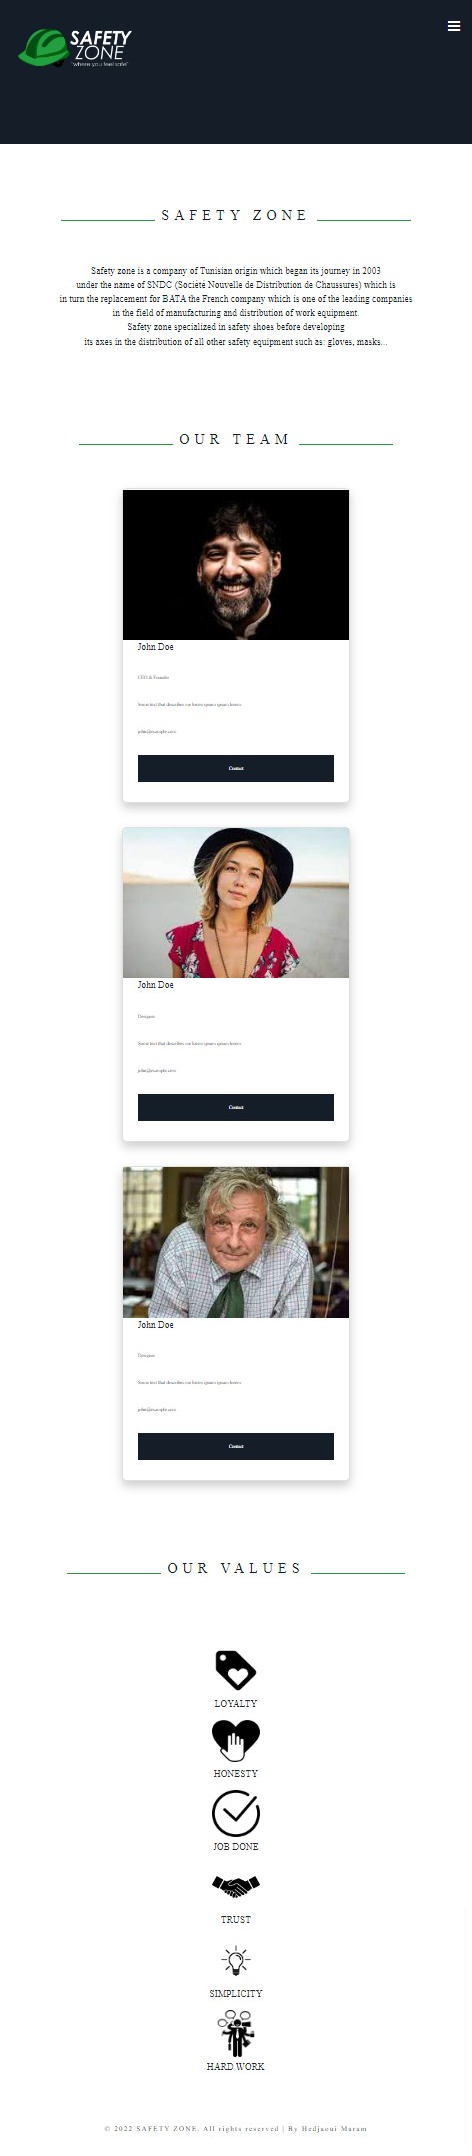 SAFETY
ZONE
"where you feel safe"
SAFETY ZONE
Safety zone is a company of Tunisian origin which began its journey in 2003
under the name of SNDC (Société Nouvelle de Distribution de Chaussures) which is
in turn the replacement for BATA the French company which is one of the leading companies
in the field of manufacturing and distribution of work equipment.
Safety zone specialized in safety shoes before developing
its axes in the distribution of all other safety equipment such as: gloves, masks...
OUR TEAM
John Doe
CEO & Founder
Some text that describes me lorem ipsum ipsum lorem.
john@example.com
Contact
John Doe
Designer
Some text that describes me lorem ipsum ipsum lorem.
john@example.com
Contact
John Doe
Designer
Some text that describes me lorem ipsum ipsum lorem.
john@example.com
Contact
OUR VALUES
LOYALTY
HONESTY
JOB DONE
TRUST
SIMPLICITY
HARD WORK
© 2022 SAFETY ZONE. All rights reserved | By Hedjaoui Maram